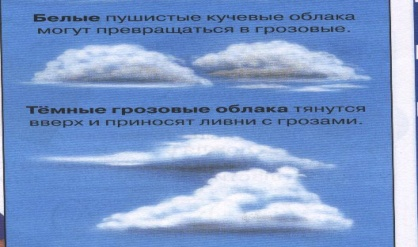 Белые пушистые кучевые облака
могут превращаться в грозовые.
Тёмные грозовые облака тянутся
вверх и приносят ливни с грозами.